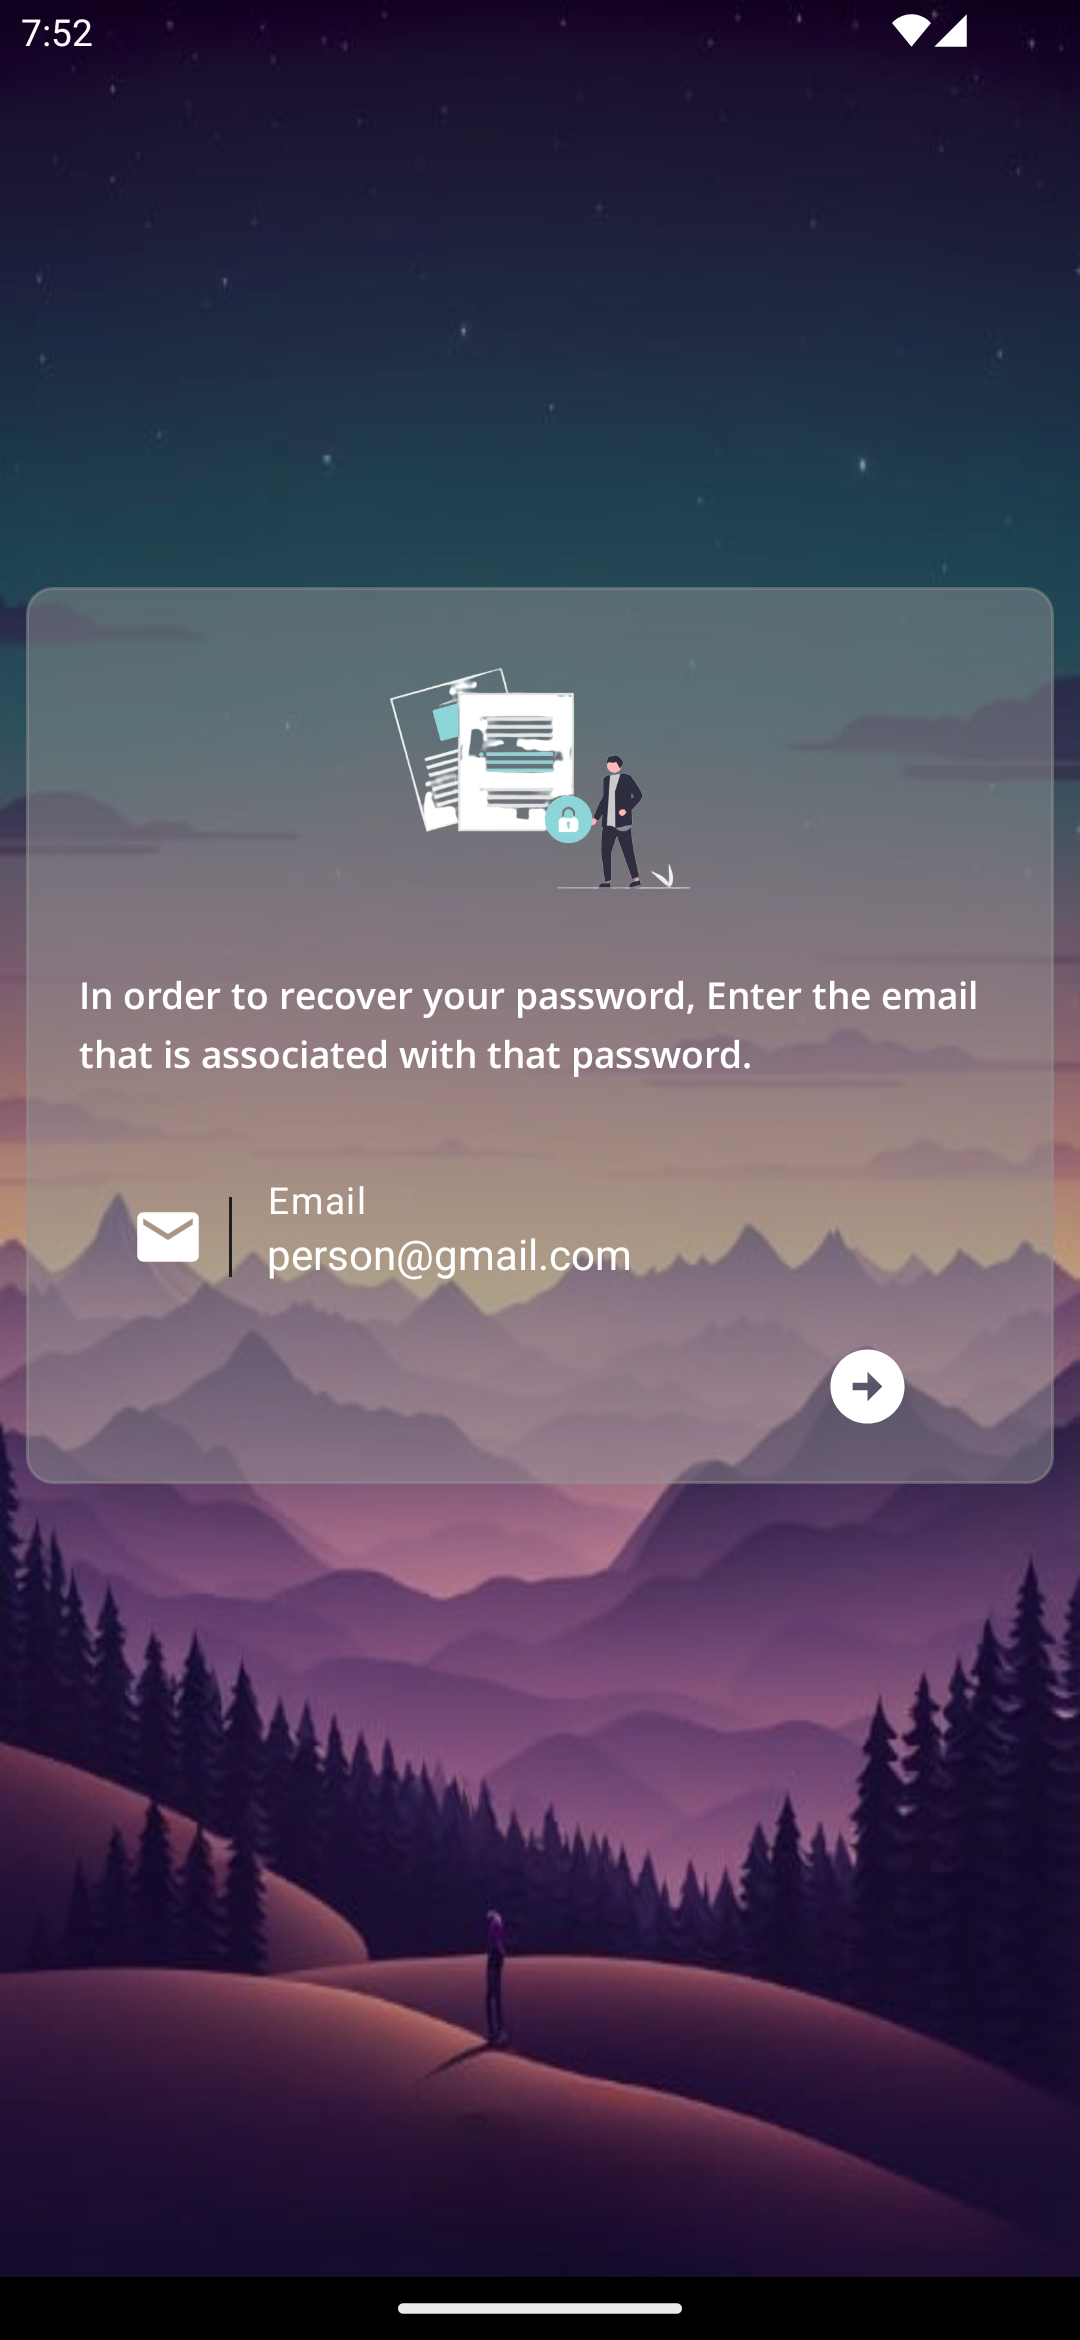 7:52
In order to recover your password, Enter the email
that is associated with that password.
Email
person@gmail.com